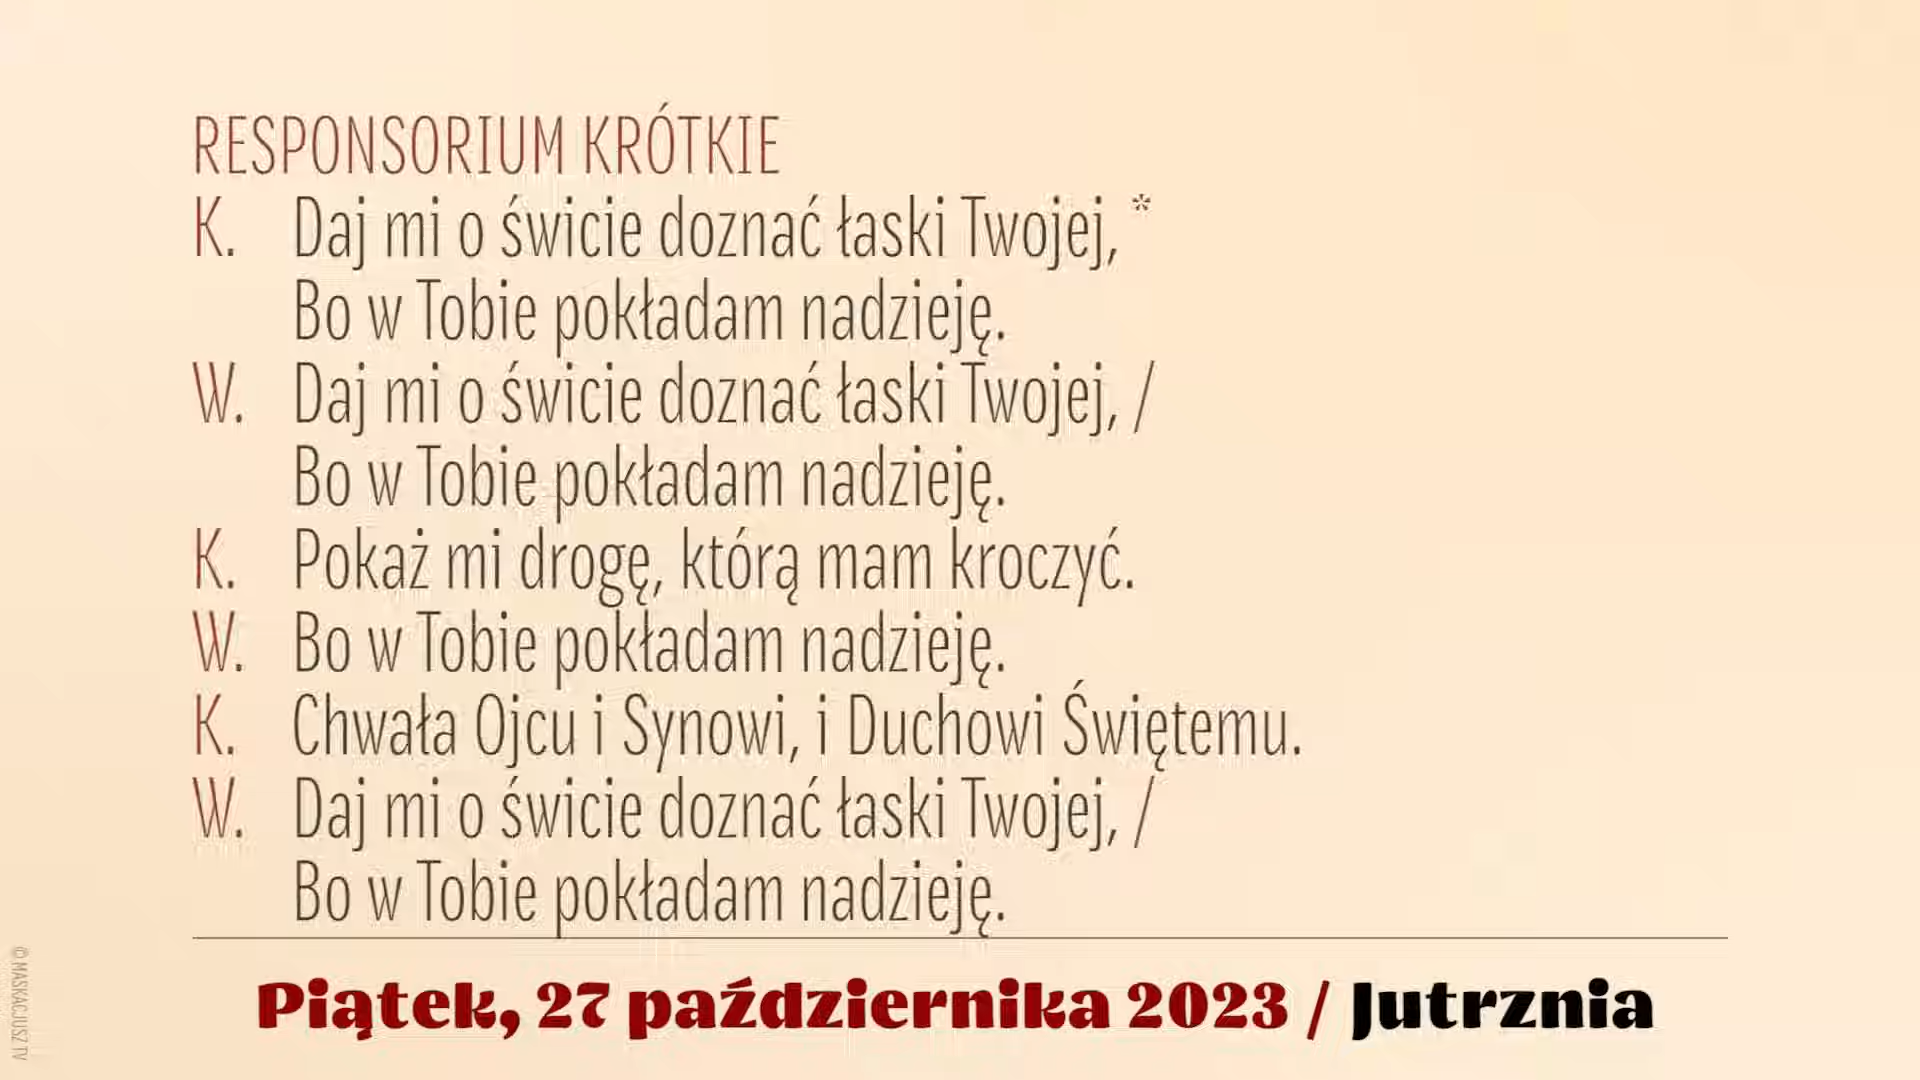 RESPONSORIUM KRÓTKIE
K. Daj mi o świcie doznać łaski Twojej, *
Bo w Tobie pokładam nadzieję.
W. Daj mi o świcie doznać łaski Twojej, /
Bo w Tobie pokładam nadzieję.
K. Pokaż mi drogę, którą mam kroczyć.
W. Bo w Tobie pokładam nadzieję.
K. Chwała Ojcu i Synowi, i Duchowi Świętemu.
W. Daj mi o świcie doznać łaski Twojej, /
Bo w Tobie pokładam nadzieję.
Piątek, 27 października 2023 / Jutrznia
© MASKACJUSZ TV